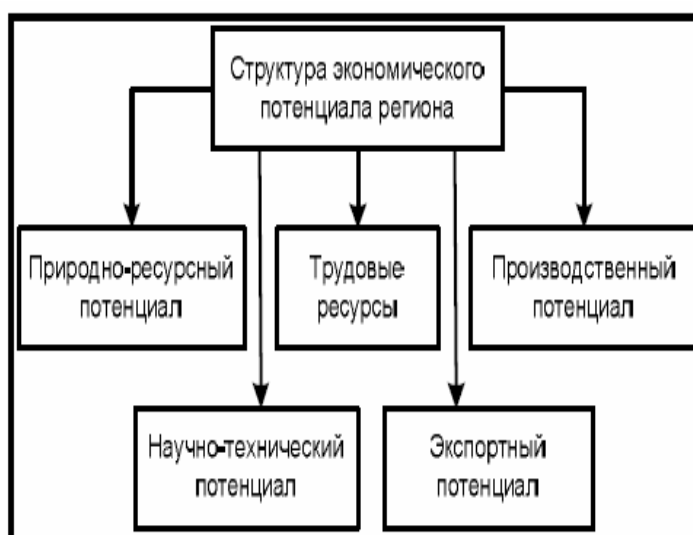 Структура экономического
потенциала региона
Природно-ресурсный
потенциал
Трудовые
ресурсы
Производственный
потенциал
Научно-технический
потенциал
Экспортный
потенциал